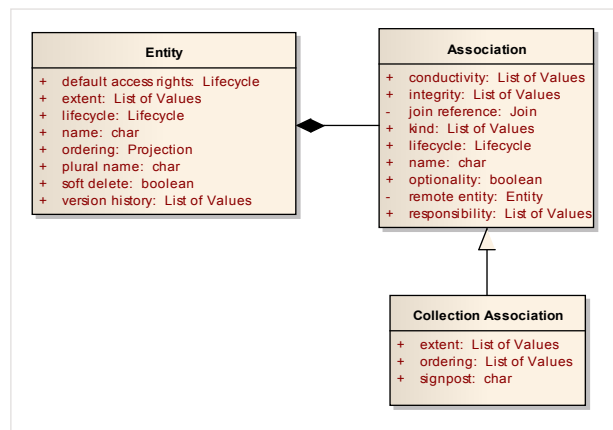 Entity
+ default access rights: Lifecycle
+ extent: List of Values
+ lifecycle: Lifecycle
+ name: char
+ ordering: Projection
+ plural name: char
+ soft delete: boolean
+ version history: List of Values
Association
+ conductivity: List of Values
+ integrity: List of Values
- join reference: Join
+ kind: List of Values
+ lifecycle: Lifecycle
+ name: char
+ optionality: boolean
- remote entity: Entity
+ responsibility: List of Values
Collection Association
+ extent: List of Values
+ ordering: List of Values
+ signpost: char